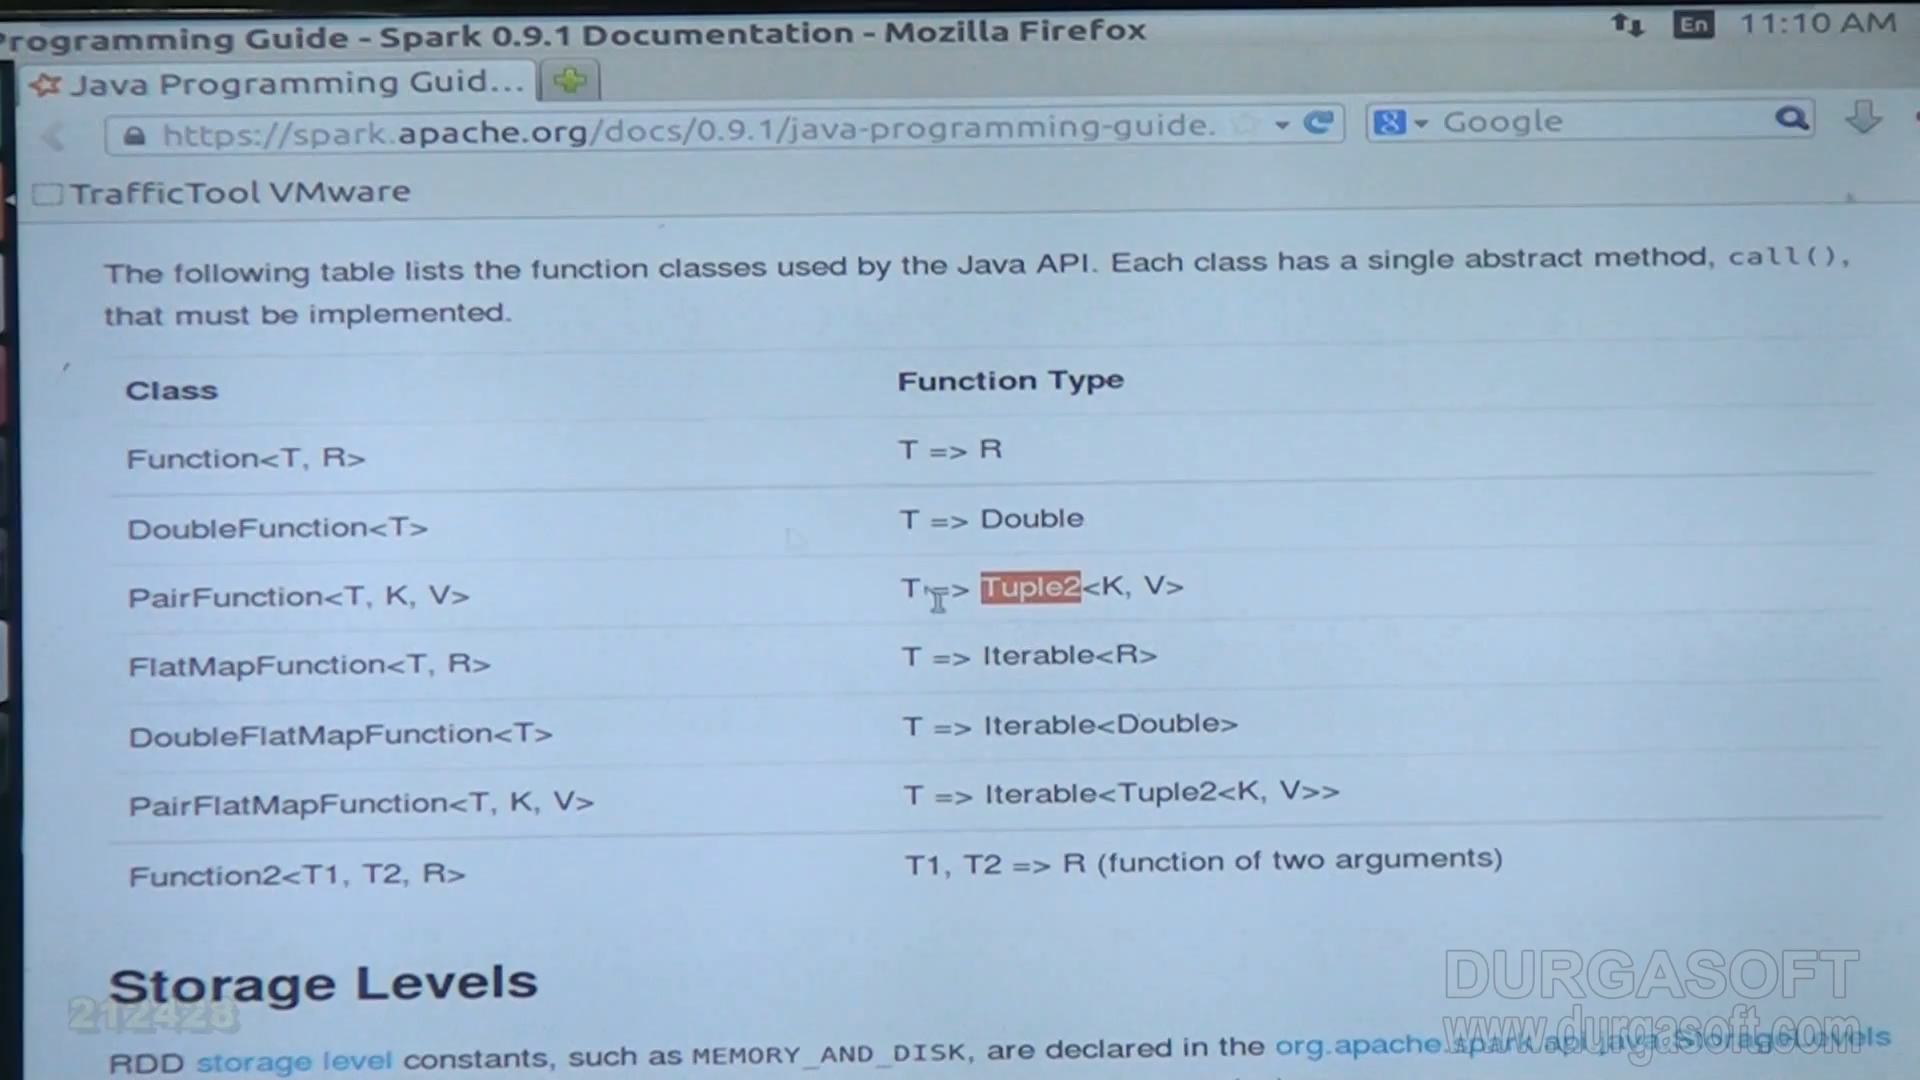 Programming Guide - Spark 0.9.1 Documentation - Mozilla Firefox
En 11:10 AM
Java Programming Guid...
https://spark.apache.org/docs/0.9.1/java-programming-guide.
Google
TrafficTool VMware
The following table lists the function classes used by the Java API. Each class has a single abstract method, call(),
that must be implemented.
Class Function Type
Function<T, R> T => R
DoubleFunction<T> T => Double
PairFunction<T, K, V> T => Tuple2<K, V>
FlatMapFunction<T, R> T => Iterable<R>
DoubleFlatMapFunction<T> T => Iterable<Double>
PairFlatMapFunction<T, K, V> T => Iterable<Tuple2<K, V>>
Function2<T1, T2, R> T1, T2 => R (function of two arguments)
Storage Levels
212428
DURGASOFT
www.durgasoft.com
RDD storage level constants, such as MEMORY_AND_DISK, are declared in the org.apache.spark.api.java.StorageLevels